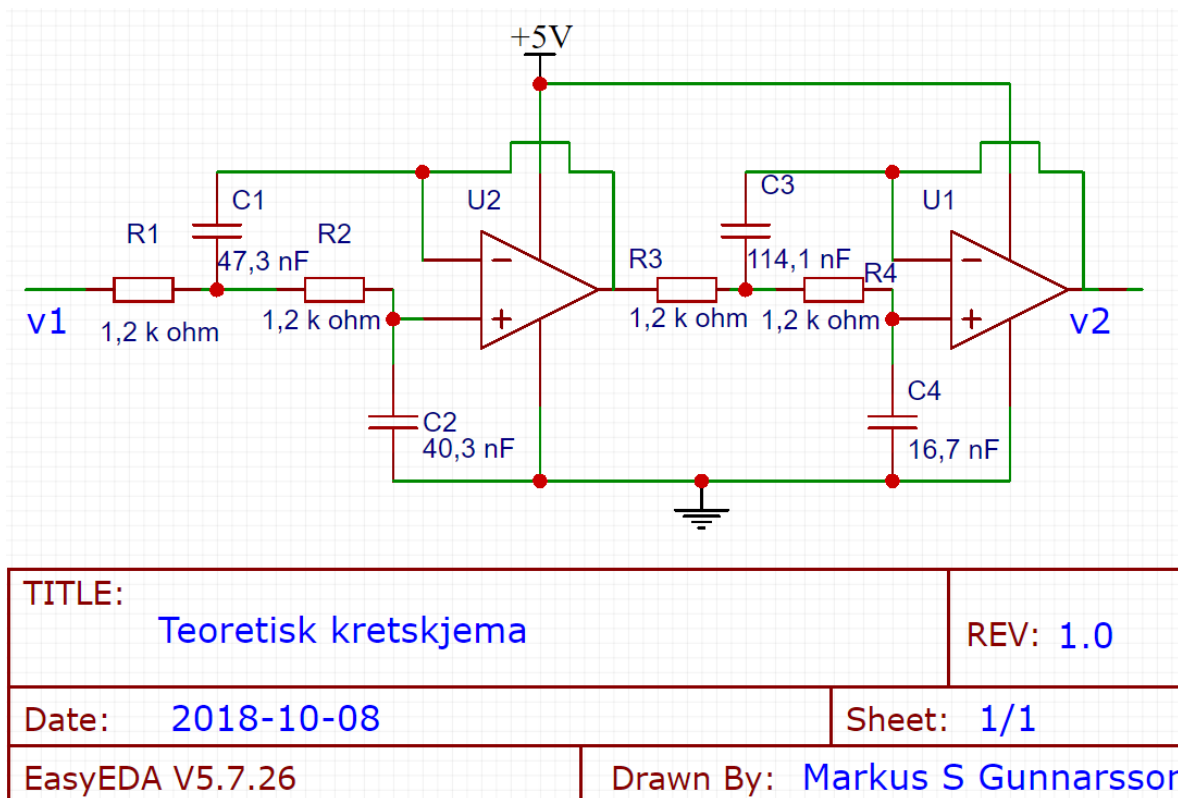 +5V
C1
U2
C3
U1
R1
R2
47,3 nF
R3
114,1 nF
R4
v1
1,2 k ohm
1,2 k ohm
1,2 k ohm
1,2 k ohm
v2
C2
40,3 nF
C4
16,7 nF
TITLE:
Teoretisk kretskjema
REV: 1.0
Date: 2018-10-08
Sheet: 1/1
EasyEDA V5.7.26
Drawn By: Markus S Gunnarsson